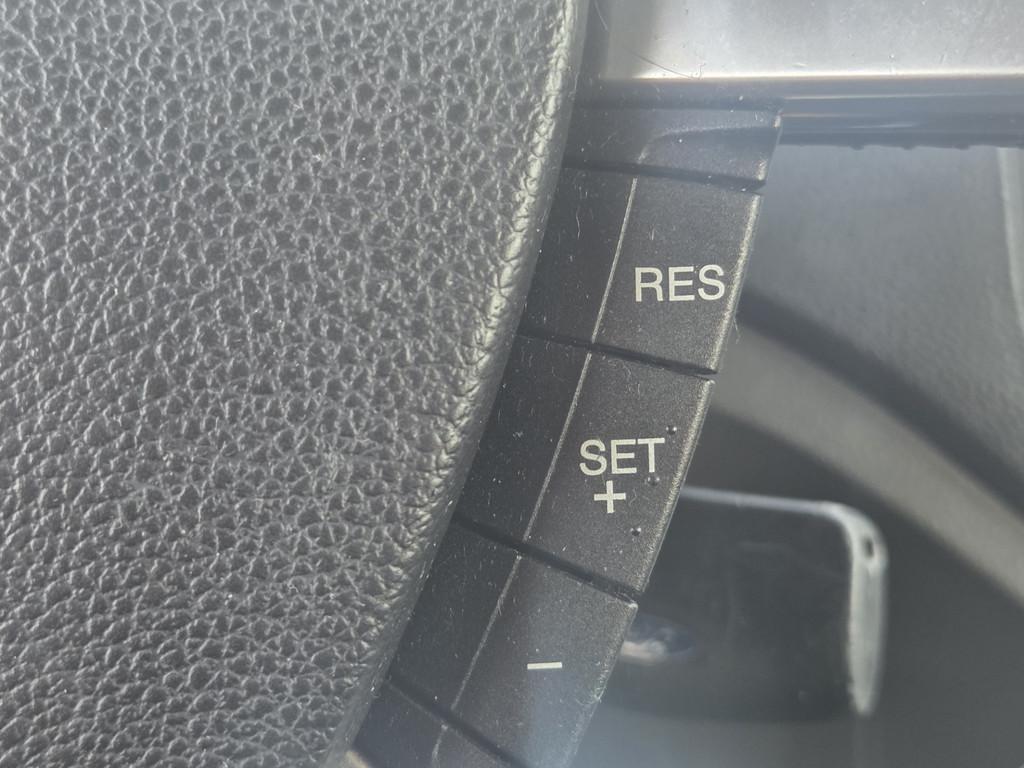 RES
SET
+
–